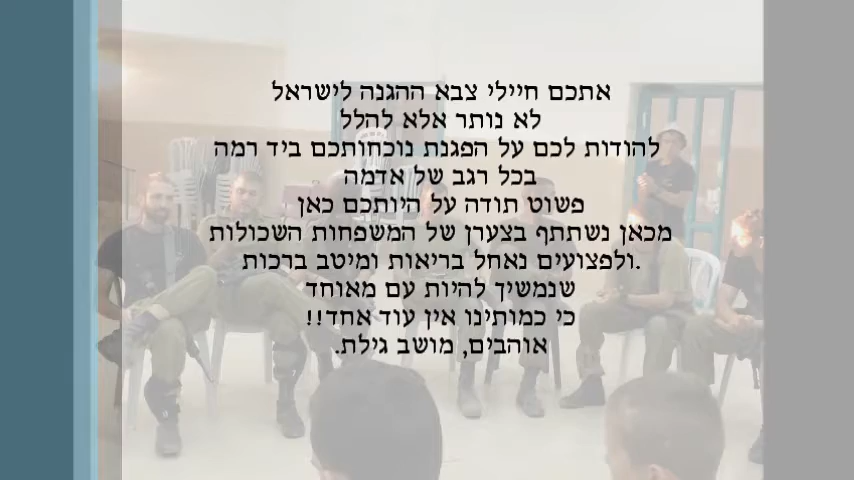 אתכם חיילי צבא ההגנה לישראל
לא נותר אלא להלל
להודות לכם על הפגנת נוכחותכם ביד רמה
בכל רגב של אדמה
פשוט תודה על היותכם כאן
מכאן נשתתף בצערן של המשפחות השכולות
.ולפצועים נאחל בריאות ומיטב ברכות
שנמשיך להיות עם מאוחד
כי כמותינו אין עוד אחד!!
אוהבים, מושב גילת.